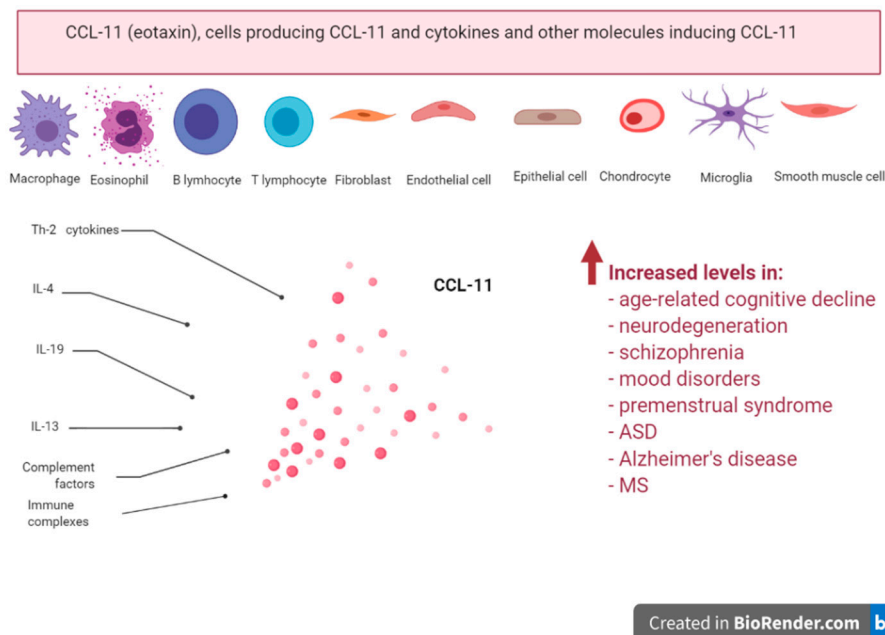 CCL-11 (eotaxin), cells producing CCL-11 and cytokines and other molecules inducing CCL-11
Macrophage
Eosinophil
B lymhocyte
T lymphocyte
Fibroblast
Endothelial cell
Epithelial cell
Chondrocyte
Microglia
Smooth muscle cell
Th-2 cytokines
IL-4
IL-19
IL-13
Complement
factors
Immune
complexes
CCL-11
Increased levels in:
- age-related cognitive decline
- neurodegeneration
- schizophrenia
- mood disorders
- premenstrual syndrome
- ASD
- Alzheimer's disease
- MS
Created in BioRender.com b